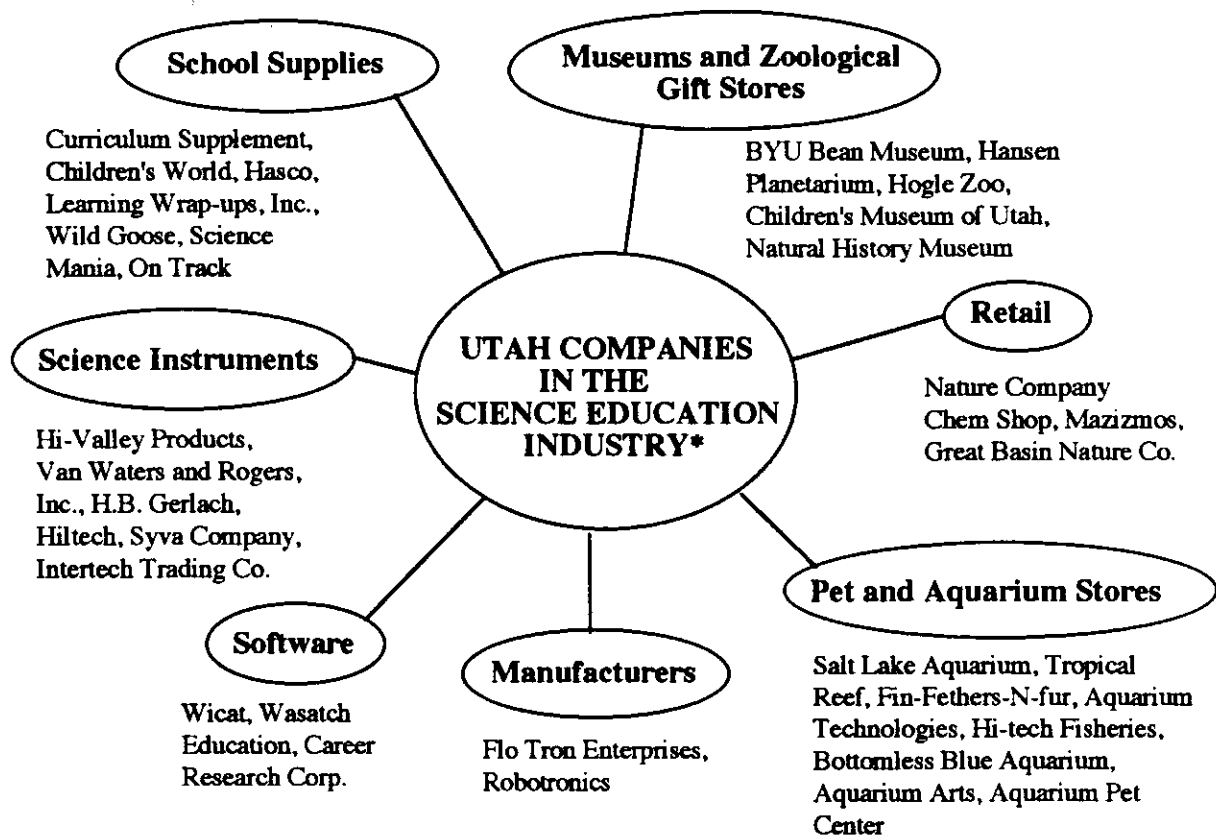 School Supplies
Curriculum Supplement,
Children's World, Hasco,
Learning Wrap-ups, Inc.,
Wild Goose, Science
Mania, On Track
Museums and Zoological
Gift Stores
BYU Bean Museum, Hansen
Planetarium, Hogle Zoo,
Children's Museum of Utah,
Natural History Museum
UTAH COMPANIES
IN THE
SCIENCE EDUCATION
INDUSTRY*
Retail
Nature Company
Chem Shop, Mazizmos,
Great Basin Nature Co.
Science Instruments
Hi-Valley Products,
Van Waters and Rogers,
Inc., H.B. Gerlach,
Hiltech, Syva Company,
Intertech Trading Co.
Software
Wicat, Wasatch
Education, Career
Research Corp.
Manufacturers
Flo Tron Enterprises,
Robotronics
Pet and Aquarium Stores
Salt Lake Aquarium, Tropical
Reef, Fin-Fethers-N-fur, Aquarium
Technologies, Hi-tech Fisheries,
Bottomless Blue Aquarium,
Aquarium Arts, Aquarium Pet
Center